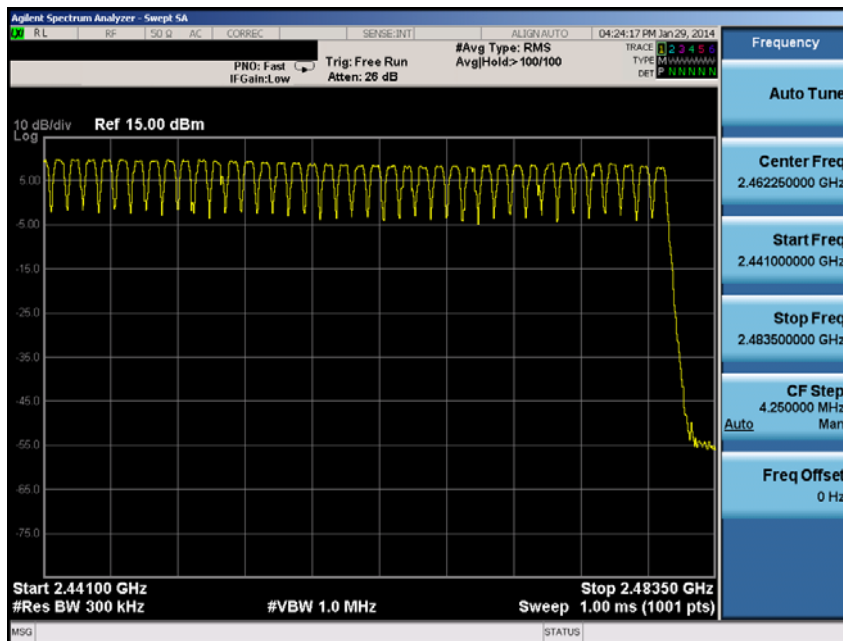 Agilent Spectrum Analyzer - Swept SA
LXI RL RF 50 Ω AC CORREC SENSE:INT ALIGN AUTO 04:24:17 PM Jan 29, 2014
PNO: Fast
IFGain:Low
Trig: Free Run
Atten: 26 dB
#Avg Type: RMS
Avg|Hold:>100/100
TRACE 1 2 3 4 5 6
TYPE MWWWWW
DET P N N N N N
10 dB/div Ref 15.00 dBm
Log
5.00
-5.00
-15.0
-25.0
-35.0
-45.0
-55.0
-65.0
-75.0
Start 2.44100 GHz Stop 2.48350 GHz
#Res BW 300 kHz #VBW 1.0 MHz Sweep 1.00 ms (1001 pts)
MSG STATUS
Frequency
Auto Tune
Center Freq
2.462250000 GHz
Start Freq
2.441000000 GHz
Stop Freq
2.483500000 GHz
CF Step
4.250000 MHz
Auto Man
Freq Offset
0 Hz